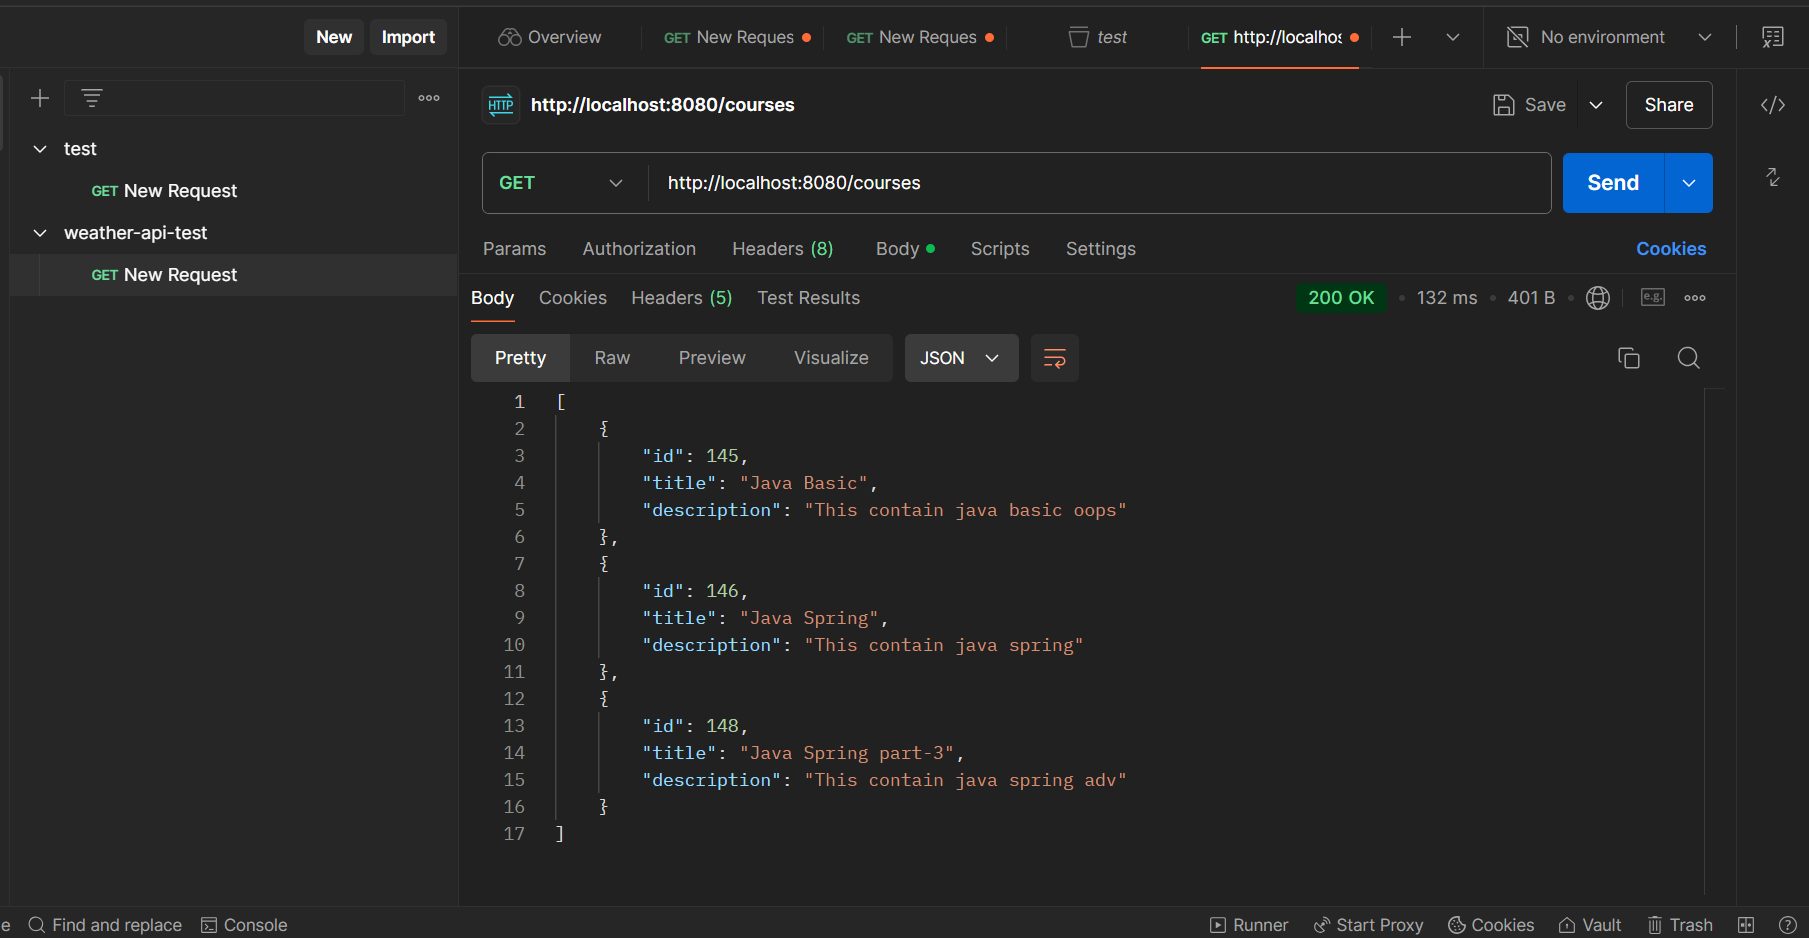 New Import
Overview GET New Reques GET New Reques test GET http://localhos No environment
HTTP http://localhost:8080/courses Save Share
test
GET New Request
weather-api-test
GET New Request
GET http://localhost:8080/courses Send
Params Authorization Headers (8) Body Scripts Settings Cookies
Body Cookies Headers (5) Test Results 200 OK 132 ms 401 B e.g.
Pretty Raw Preview Visualize JSON
1 [
2 {
3 "id": 145,
4 "title": "Java Basic",
5 "description": "This contain java basic oops"
6 },
7 {
8 "id": 146,
9 "title": "Java Spring",
10 "description": "This contain java spring"
11 },
12 {
13 "id": 148,
14 "title": "Java Spring part-3",
15 "description": "This contain java spring adv"
16 }
17 ]
e Find and replace Console Runner Start Proxy Cookies Vault Trash